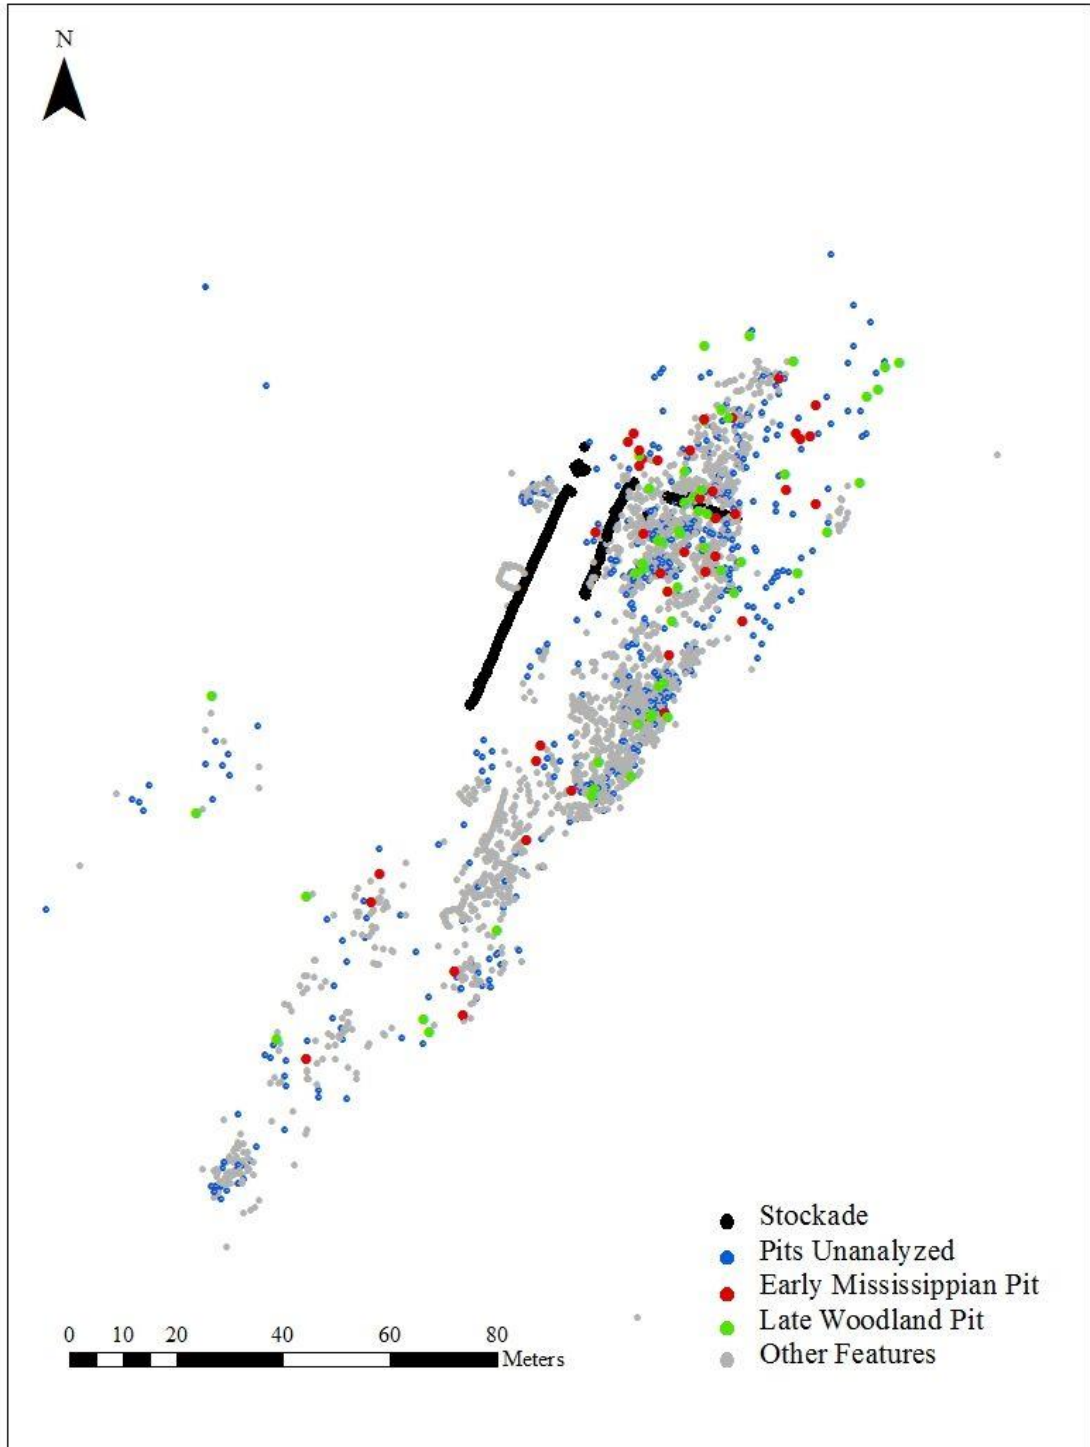 N
Stockade
Pits Unanalyzed
Early Mississippian Pit
Late Woodland Pit
Other Features
0 10 20 40 60 80
Meters